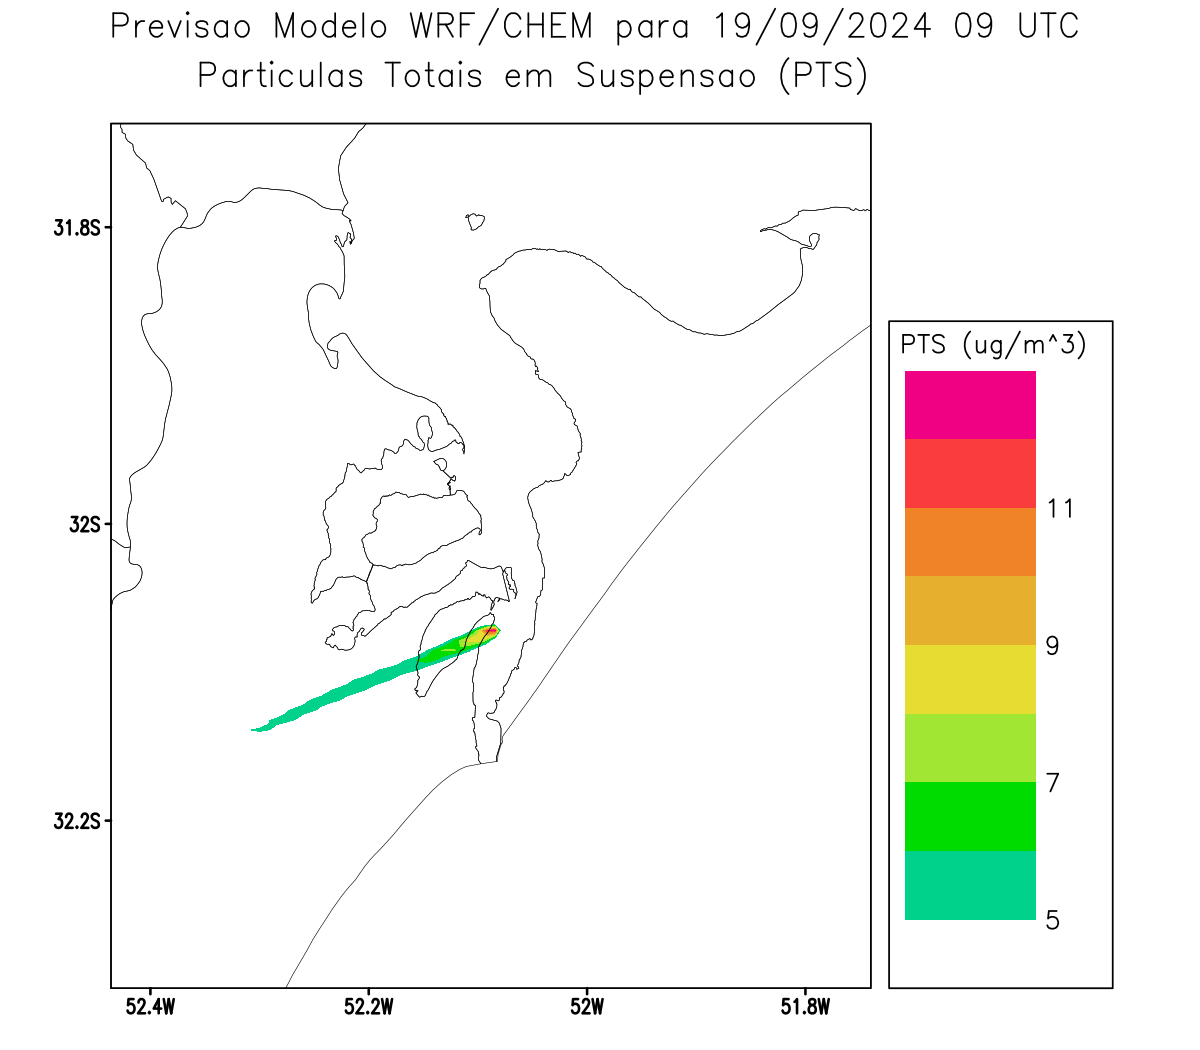 Previsao Modelo WRF/CHEM para 19/09/2024 09 UTC
Particulas Totais em Suspensao (PTS)
31.8S
32S
32.2S
52.4W
52.2W
52W
51.8W
PTS (ug/m^3)
11
9
7
5